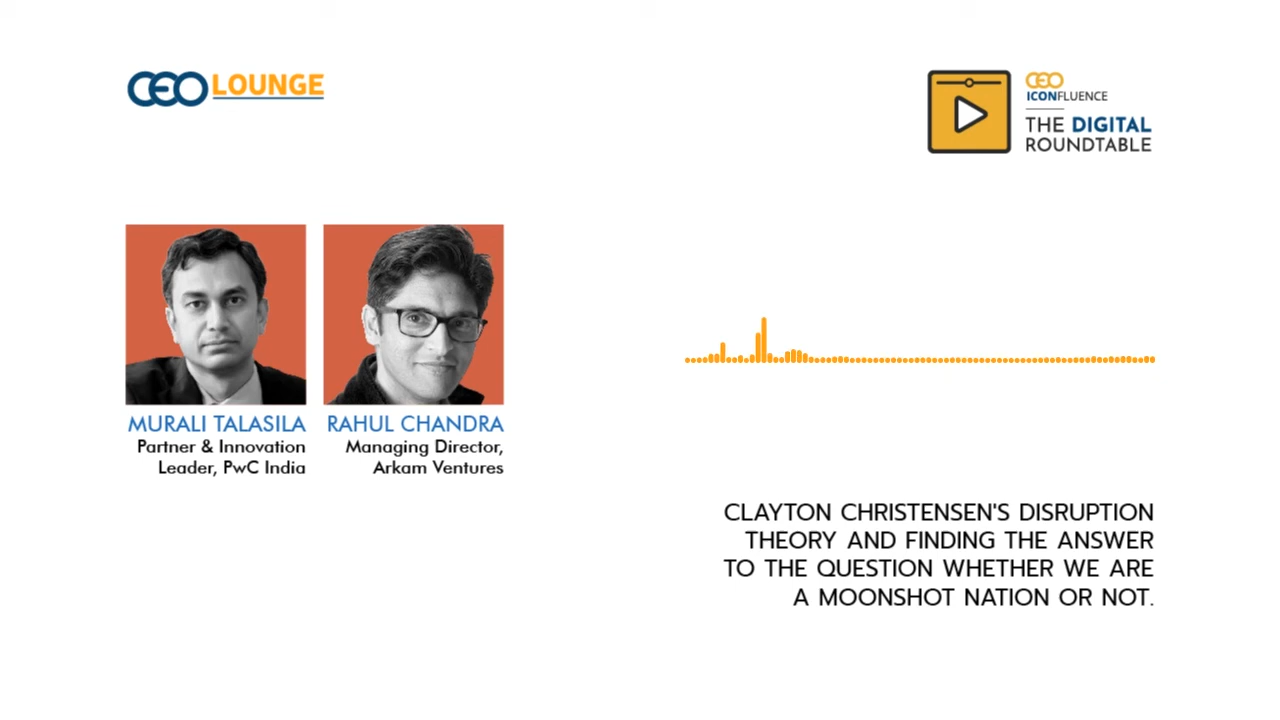 CEO LOUNGE
CEO
ICONFLUENCE
THE DIGITAL
ROUNDTABLE
MURALI TALASILA
Partner & Innovation
Leader, PwC India
RAHUL CHANDRA
Managing Director,
Arkam Ventures
CLAYTON CHRISTENSEN'S DISRUPTION
THEORY AND FINDING THE ANSWER
TO THE QUESTION WHETHER WE ARE
A MOONSHOT NATION OR NOT.